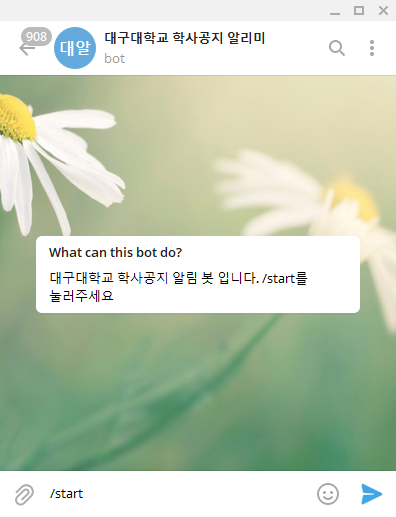 908
대알
대구대학교 학사공지 알리미
bot
What can this bot do?
대구대학교 학사공지 알림 봇 입니다. /start를
눌러주세요
/start